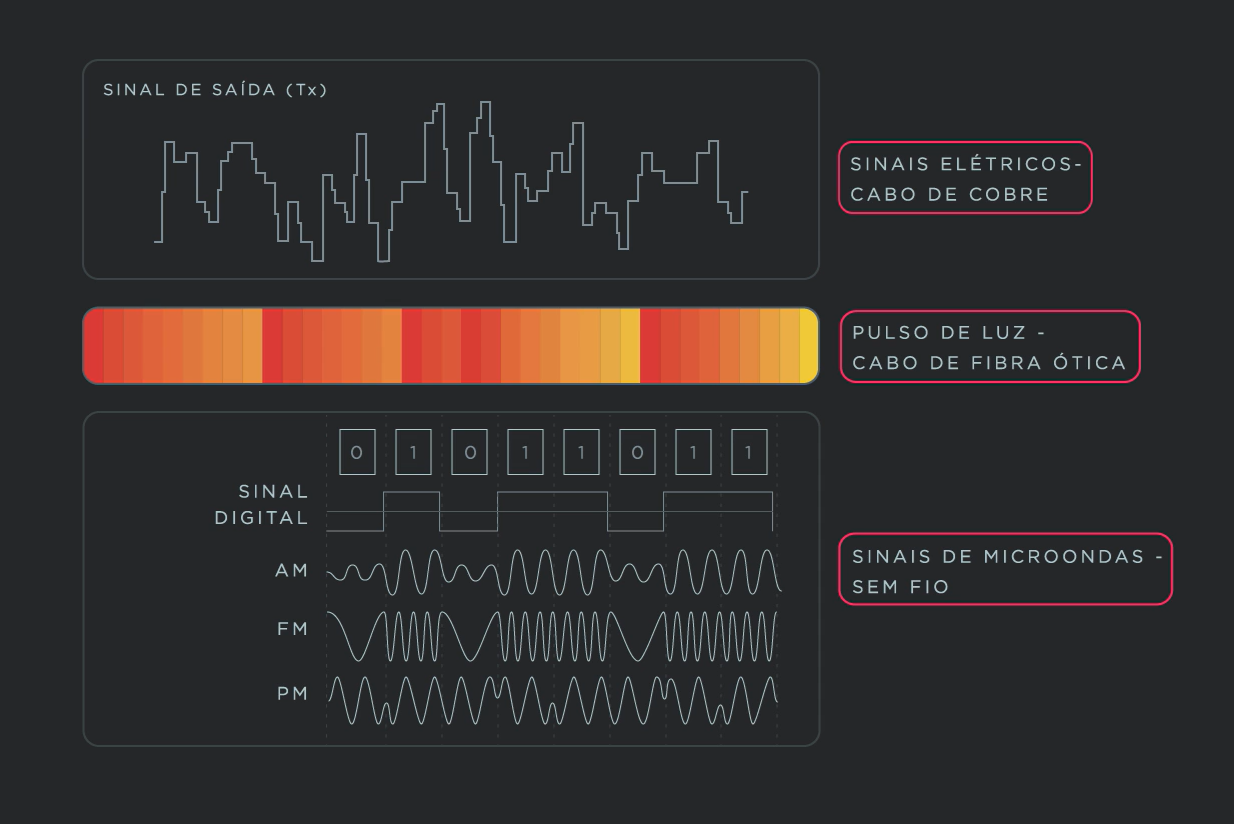 SINAL DE SAÍDA (Tx)
SINAIS ELÉTRICOS-
CABO DE COBRE
PULSO DE LUZ -
CABO DE FIBRA ÓTICA
0 1 0 1 1 0 1 1
SINAL
DIGITAL
AM
FM
PM
SINAIS DE MICROONDAS -
SEM FIO